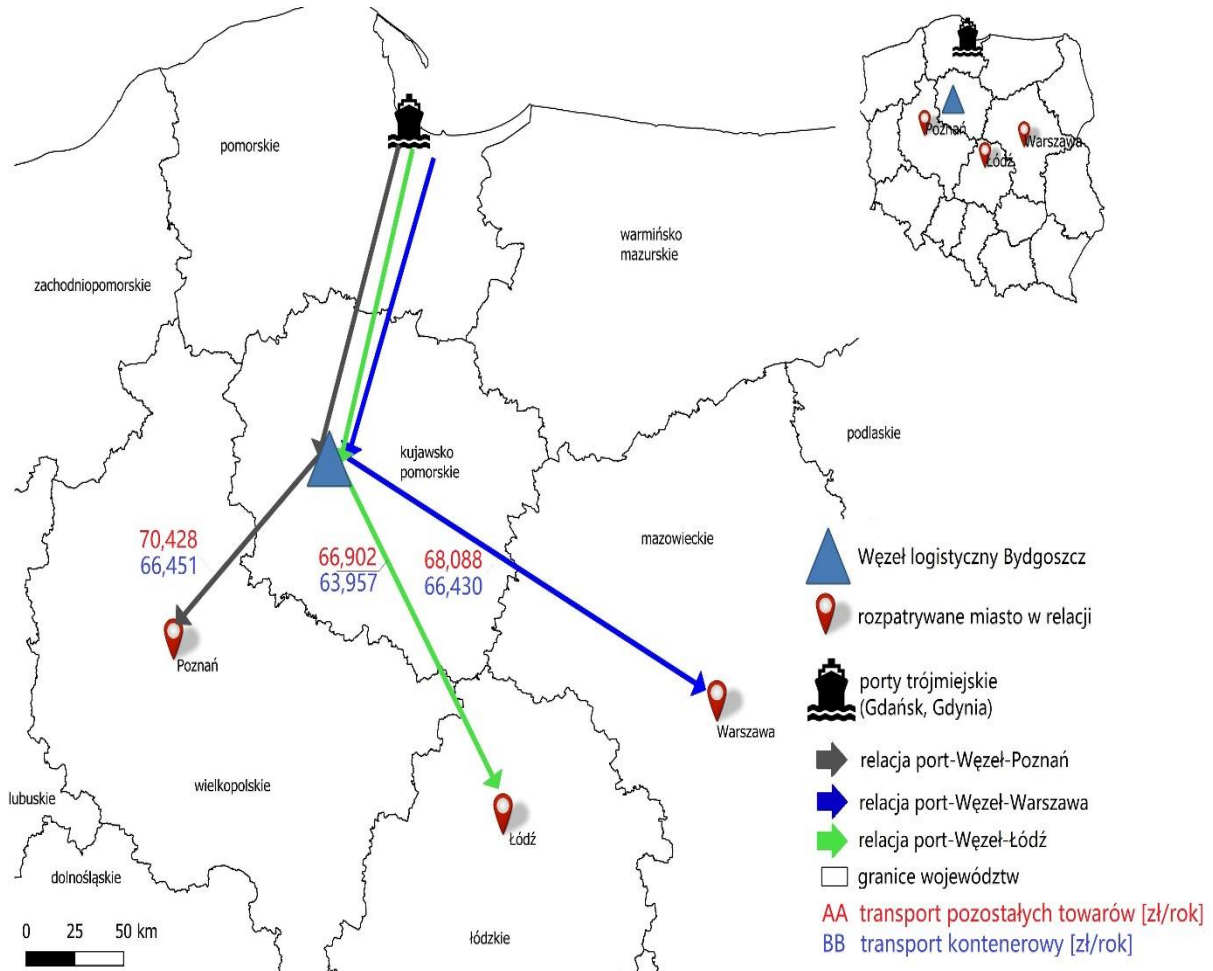 pomorskie
warmińsko
mazurskie
zachodniopomorskie
kujawsko
pomorskie
podlaskie
mazowieckie
70,428
66,451
66,902
63,957
68,088
66,430
Poznań
Warszawa
Łódź
wielkopolskie
lubuskie
dolnośląskie
łódzkie
0 25 50 km
Poznań
Warszawa
Łódź
Węzeł logistyczny Bydgoszcz
rozpatrywane miasto w relacji
porty trójmiejskie
(Gdańsk, Gdynia)
relacja port-Węzeł-Poznań
relacja port-Węzeł-Warszawa
relacja port-Węzeł-Łódź
granice województw
AA transport pozostałych towarów [zł/rok]
BB transport kontenerowy [zł/rok]